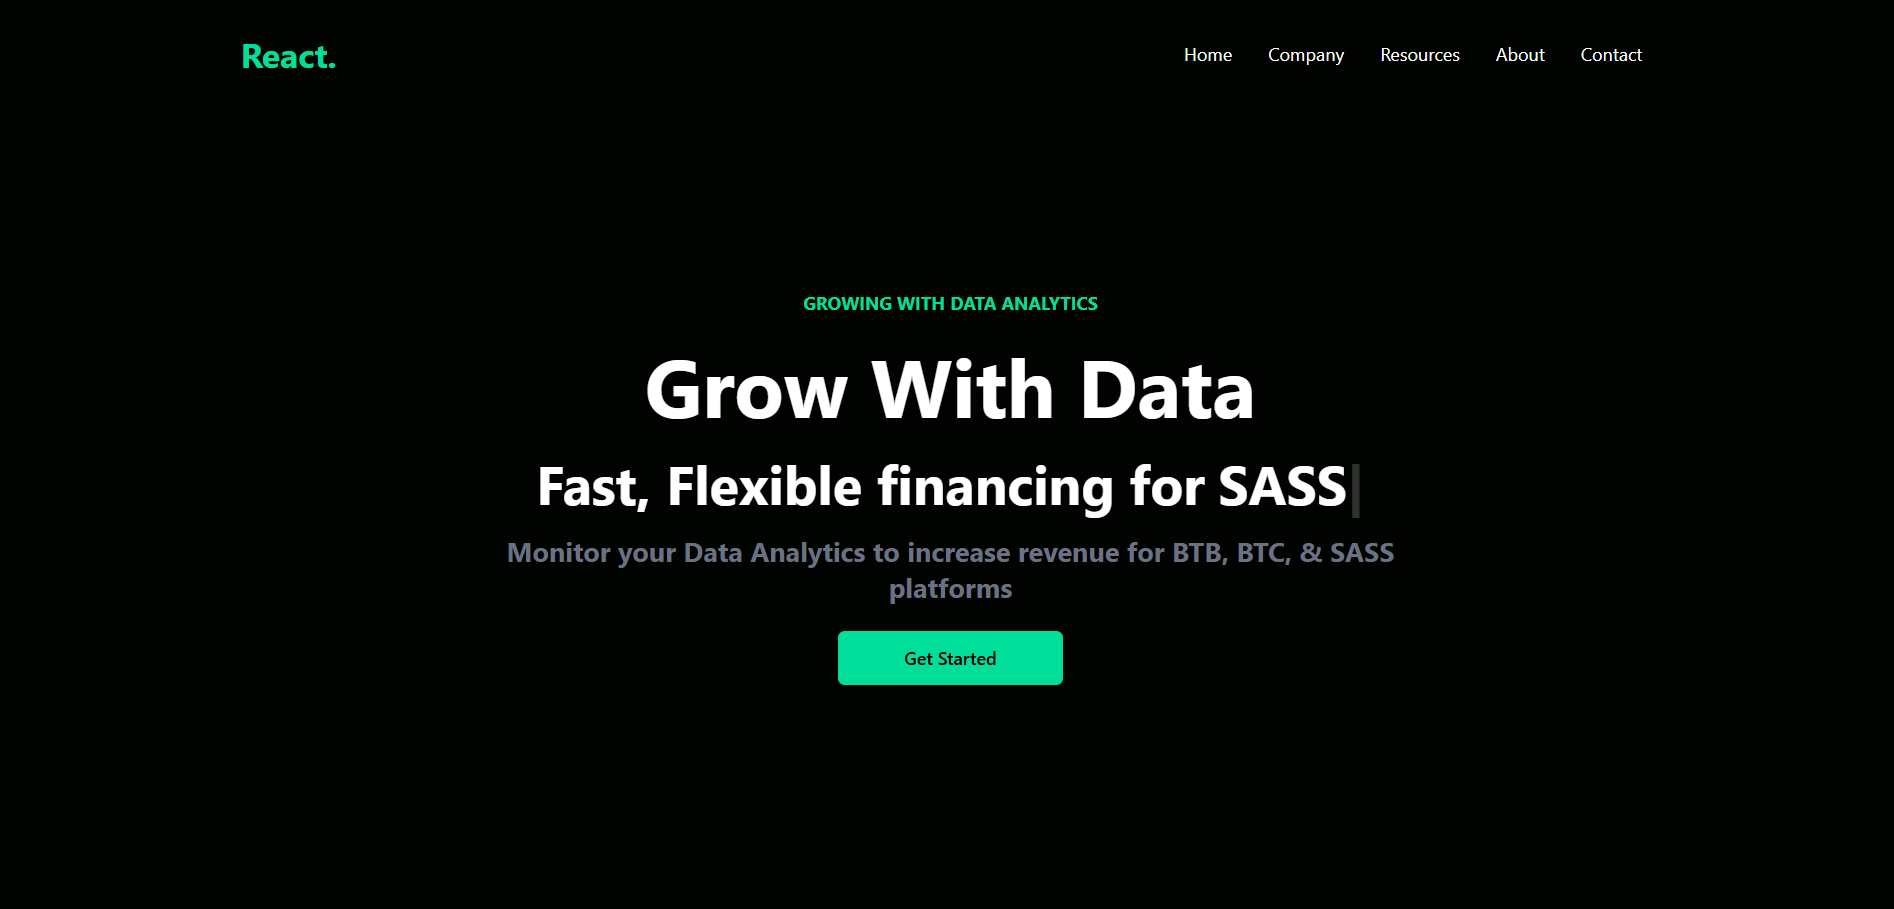 React.
Home Company Resources About Contact
GROWING WITH DATA ANALYTICS
Grow With Data
Fast, Flexible financing for SASS|
Monitor your Data Analytics to increase revenue for BTB, BTC, & SASS
platforms
Get Started